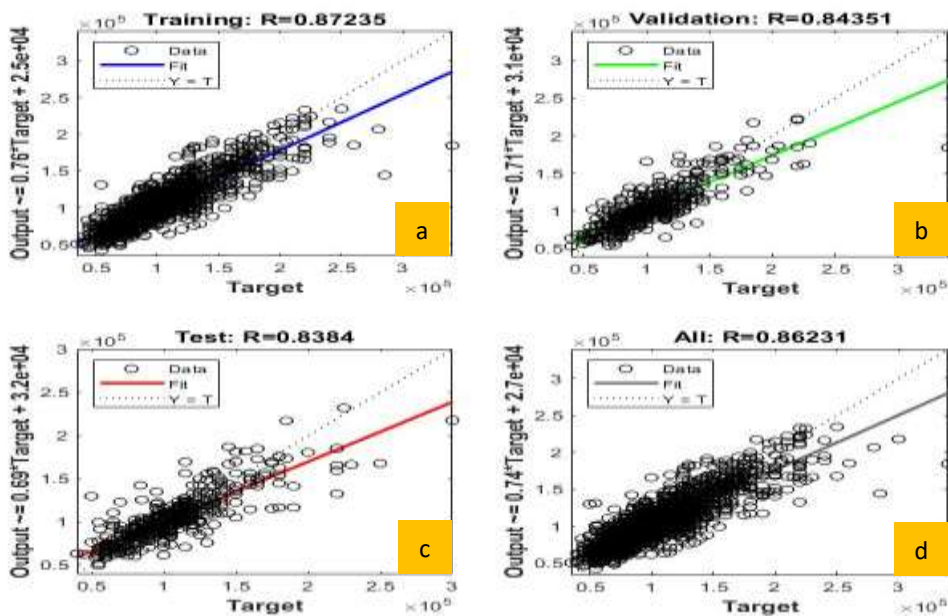 Training: R=0.87235
×10⁵
Output ~= 0.76*Target + 2.5e+04
3
2.5
2
1.5
1
0.5
Data
Fit
Y = T
a
0.5 1 1.5 2 2.5 3
Target
×10⁵
Validation: R=0.84351
×10⁵
Output ~= 0.71*Target + 3.1e+04
3
2.5
2
1.5
1
0.5
Data
Fit
Y = T
b
0.5 1 1.5 2 2.5 3
Target
×10⁵
Test: R=0.8384
×10⁵
Output ~= 0.69*Target + 3.2e+04
3
2.5
2
1.5
1
0.5
Data
Fit
Y = T
c
0.5 1 1.5 2 2.5 3
Target
×10⁵
All: R=0.86231
×10⁵
Output ~= 0.74*Target + 2.7e+04
3
2.5
2
1.5
1
0.5
Data
Fit
Y = T
d
0.5 1 1.5 2 2.5 3
Target
×10⁵